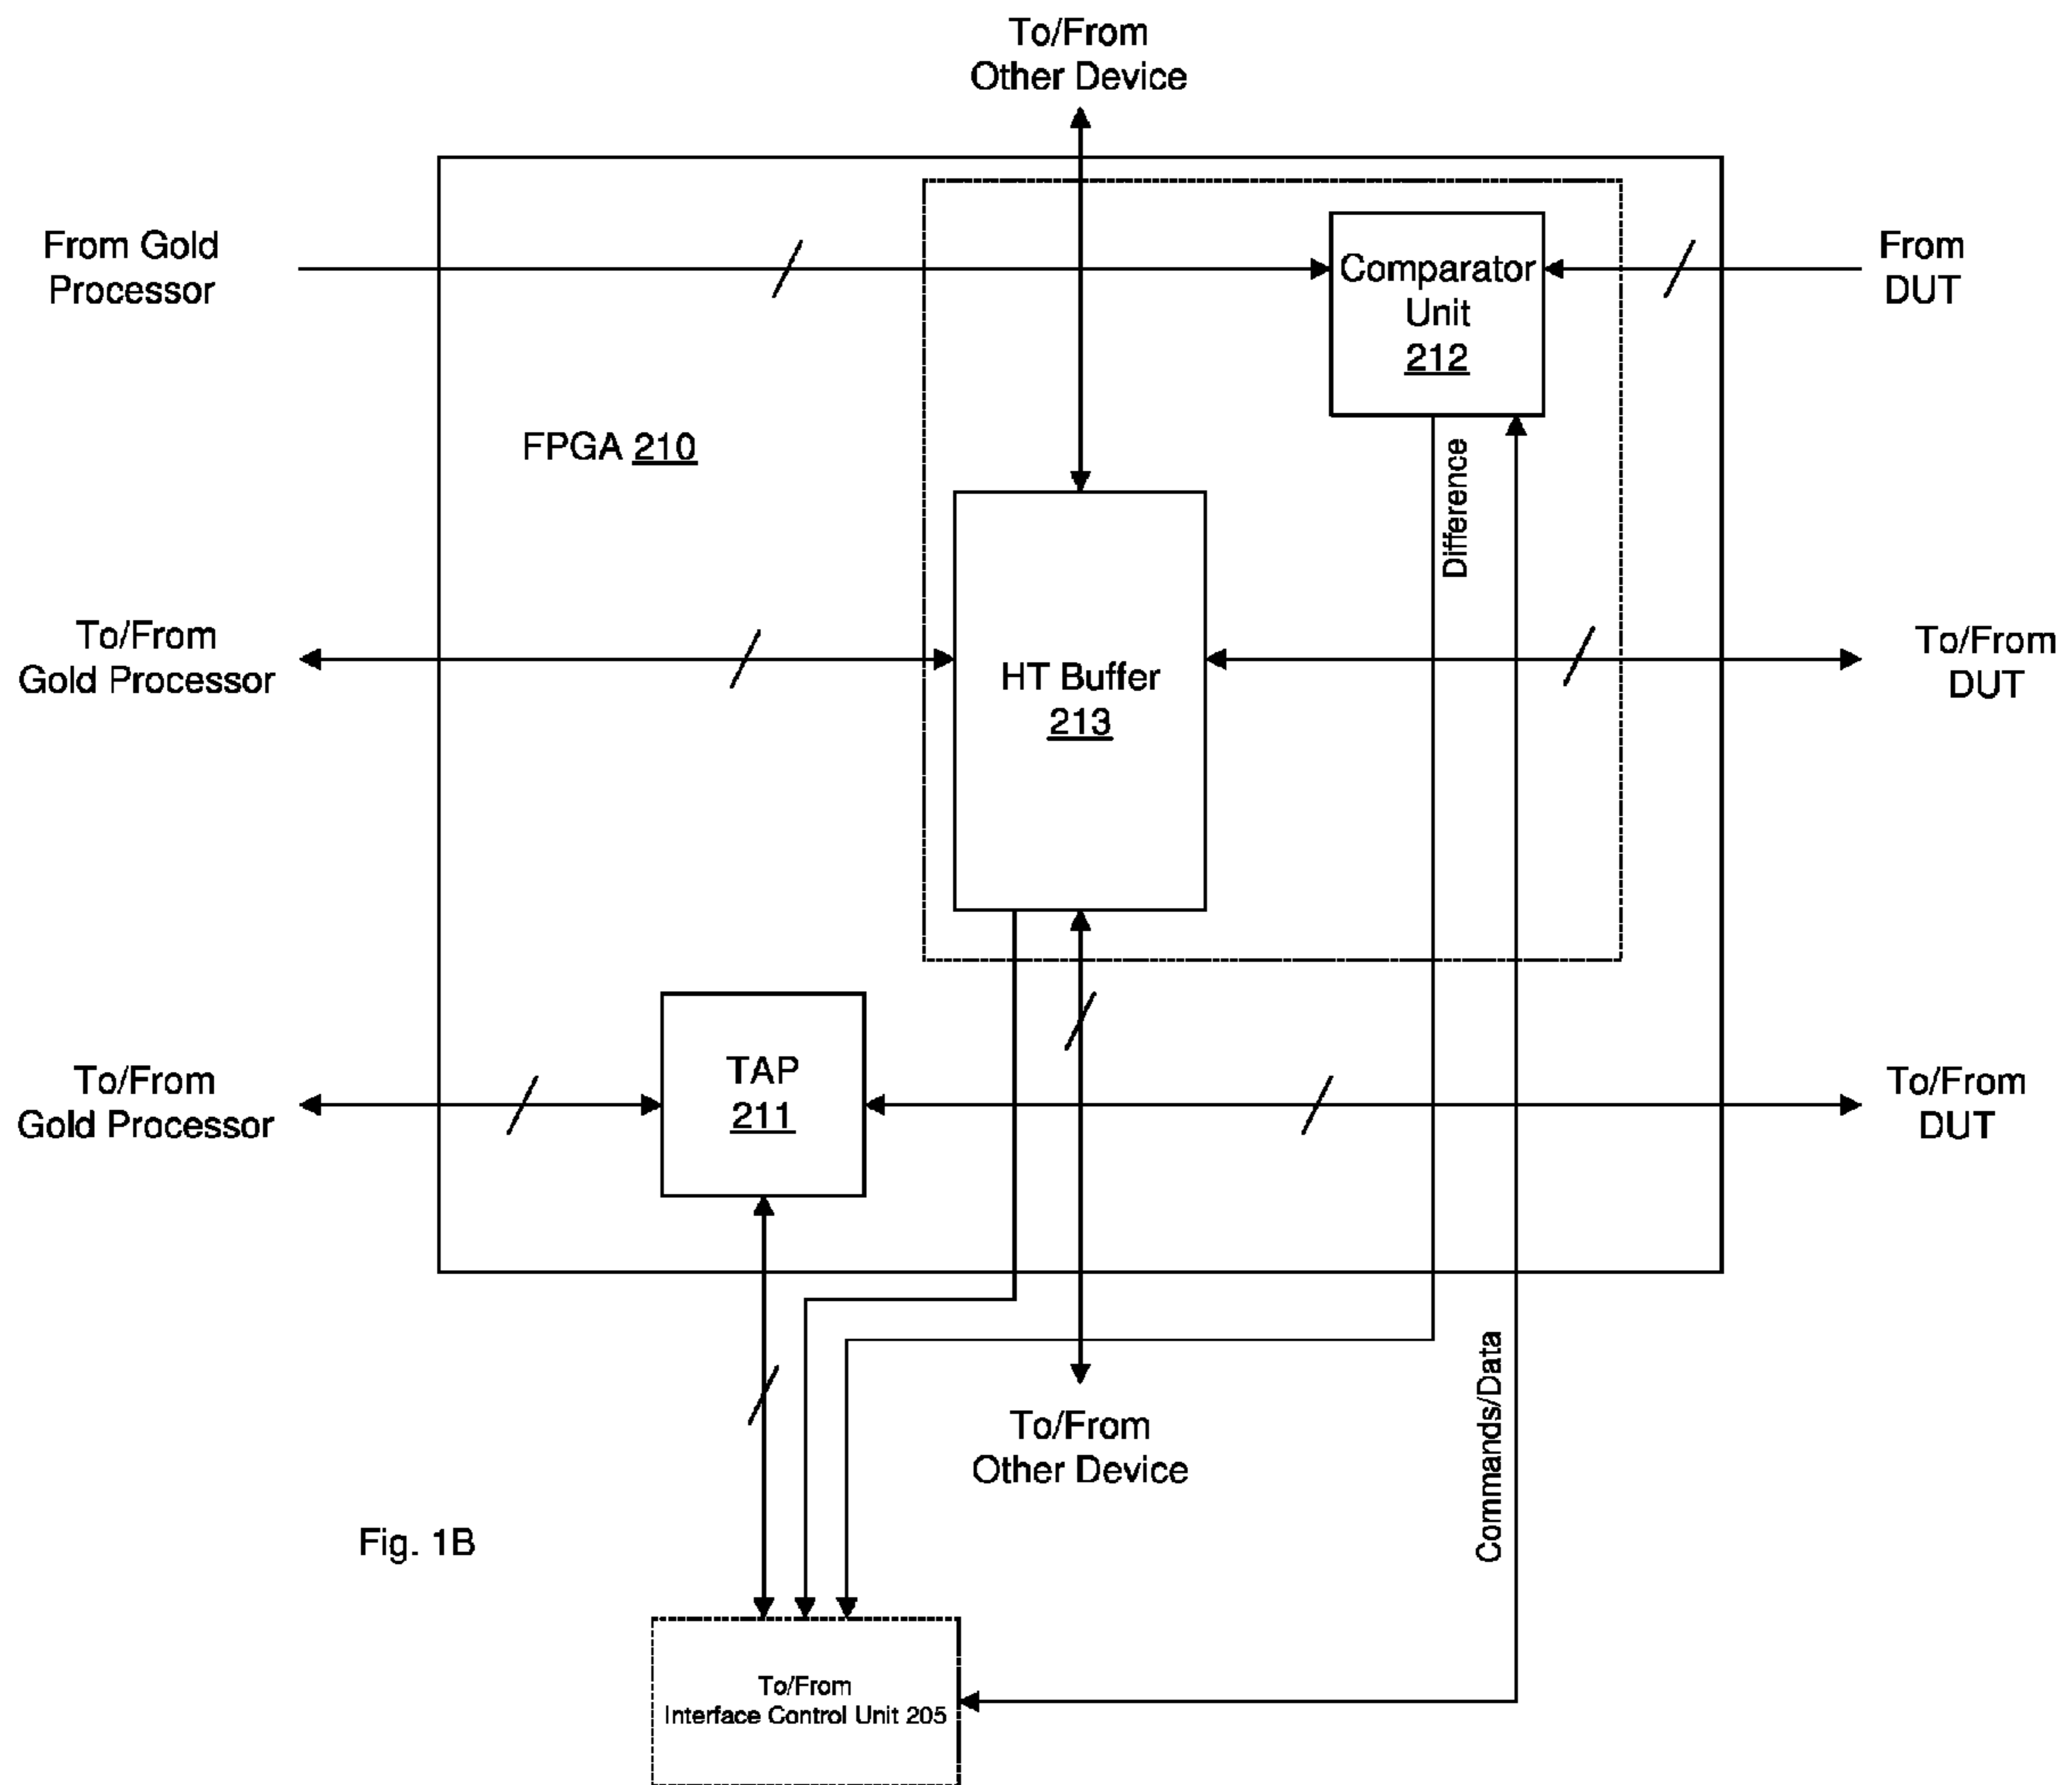 To/From
Other Device
From Gold
Processor
Comparator
Unit
212
From
DUT
FPGA 210
Difference
To/From
Gold Processor
HT Buffer
213
To/From
DUT
To/From
Gold Processor
TAP
211
To/From
DUT
Commands/Data
To/From
Other Device
Fig. 1B
To/From
Interface Control Unit 205